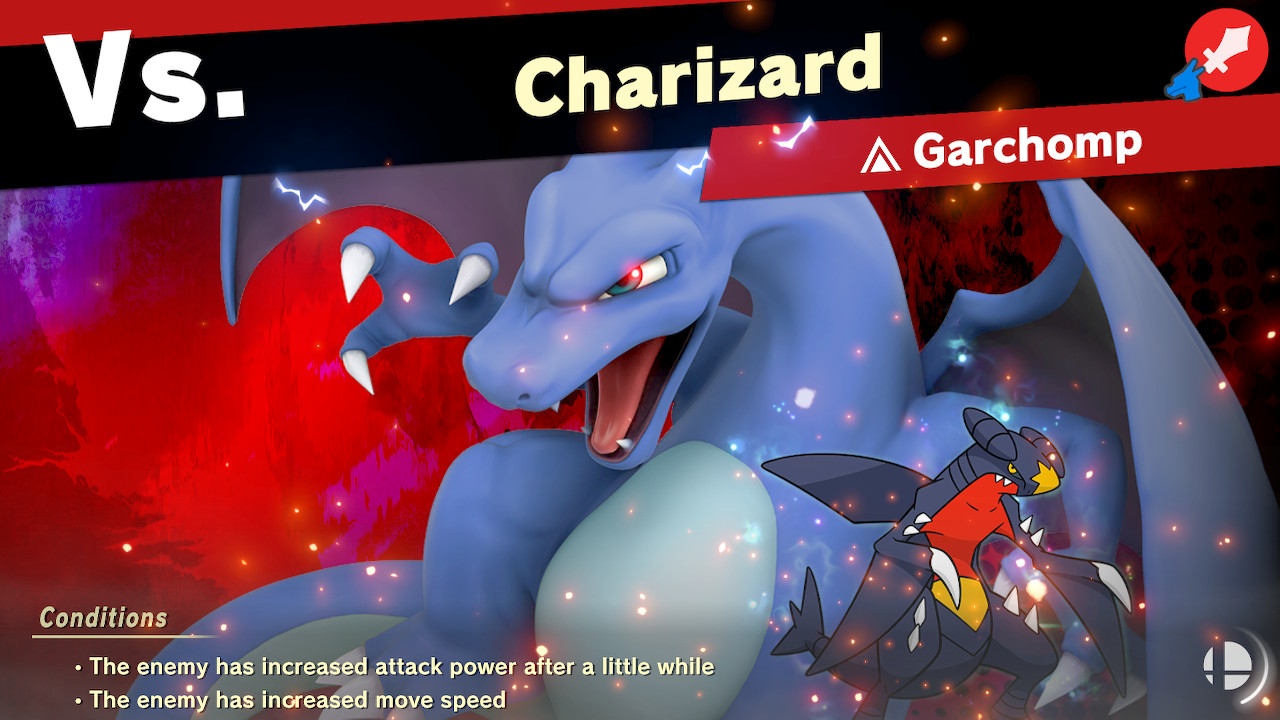 Vs.
Charizard
Garchomp
Conditions
• The enemy has increased attack power after a little while
• The enemy has increased move speed